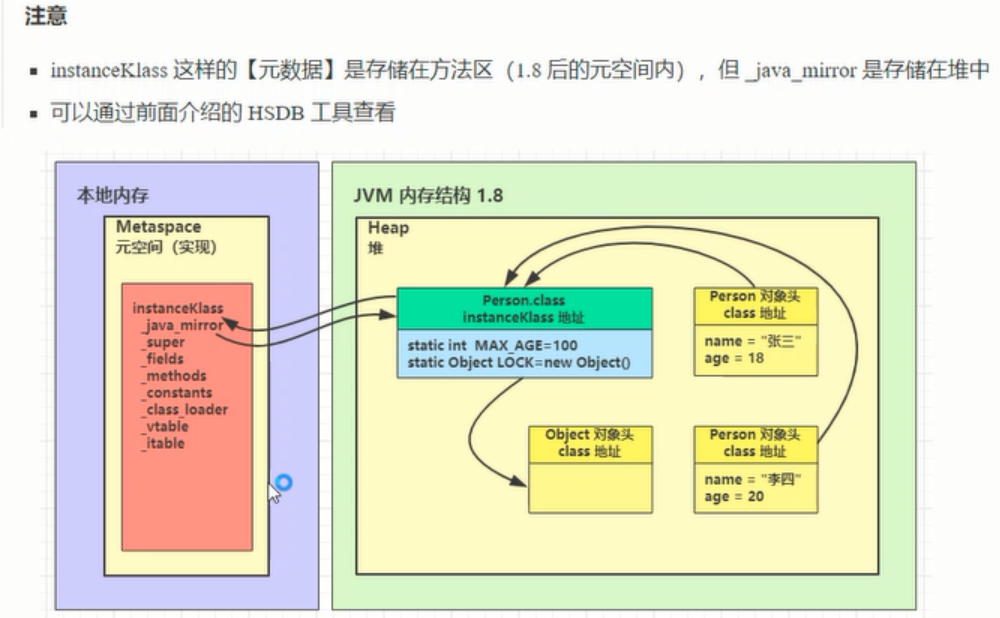 注意
instanceKlass 这样的【元数据】是存储在方法区（1.8 后的元空间内），但 _java_mirror 是存储在堆中
可以通过前面介绍的 HSDB 工具查看
本地内存
Metaspace
元空间（实现）
instanceKlass
_java_mirror
_super
_fields
_methods
_constants
_class_loader
_vtable
_itable
JVM 内存结构 1.8
Heap
堆
Person.class
instanceKlass 地址
static int MAX_AGE=100
static Object LOCK=new Object()
Person 对象头
class 地址
name = "张三"
age = 18
Object 对象头
class 地址
Person 对象头
class 地址
name = "李四"
age = 20